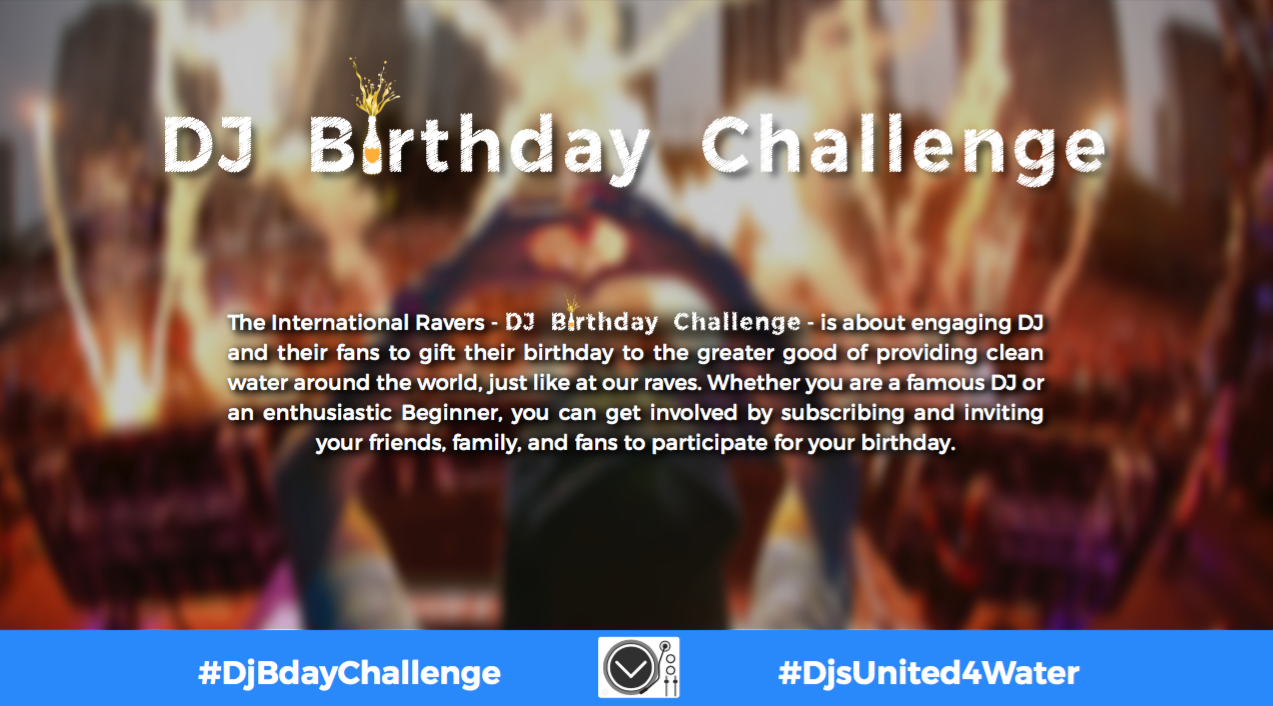 DJ Birthday Challenge
The International Ravers - DJ Birthday Challenge - is about engaging DJ
and their fans to gift their birthday to the greater good of providing clean
water around the world, just like at our raves. Whether you are a famous DJ or
an enthusiastic Beginner, you can get involved by subscribing and inviting
your friends, family, and fans to participate for your birthday.
#DjBdayChallenge
#DjsUnited4Water